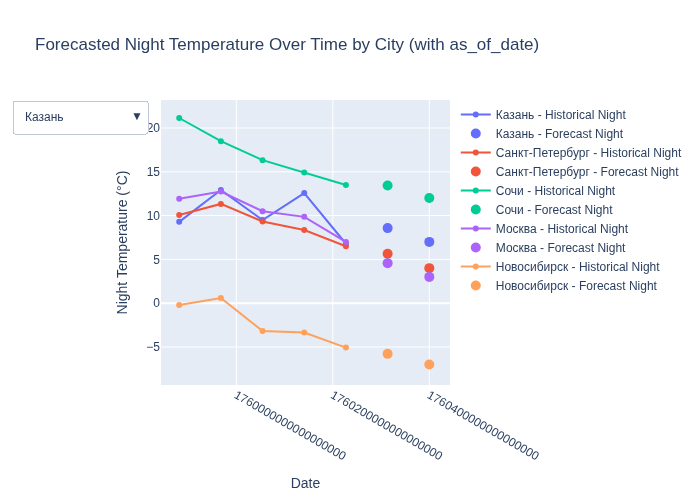 Forecasted Night Temperature Over Time by City (with as_of_date)
Казань ▼
20
15
10
5
0
−5
Night Temperature (°C)
1760000000000000000
1760200000000000000
1760400000000000000
Date
Казань - Historical Night
Казань - Forecast Night
Санкт-Петербург - Historical Night
Санкт-Петербург - Forecast Night
Сочи - Historical Night
Сочи - Forecast Night
Москва - Historical Night
Москва - Forecast Night
Новосибирск - Historical Night
Новосибирск - Forecast Night